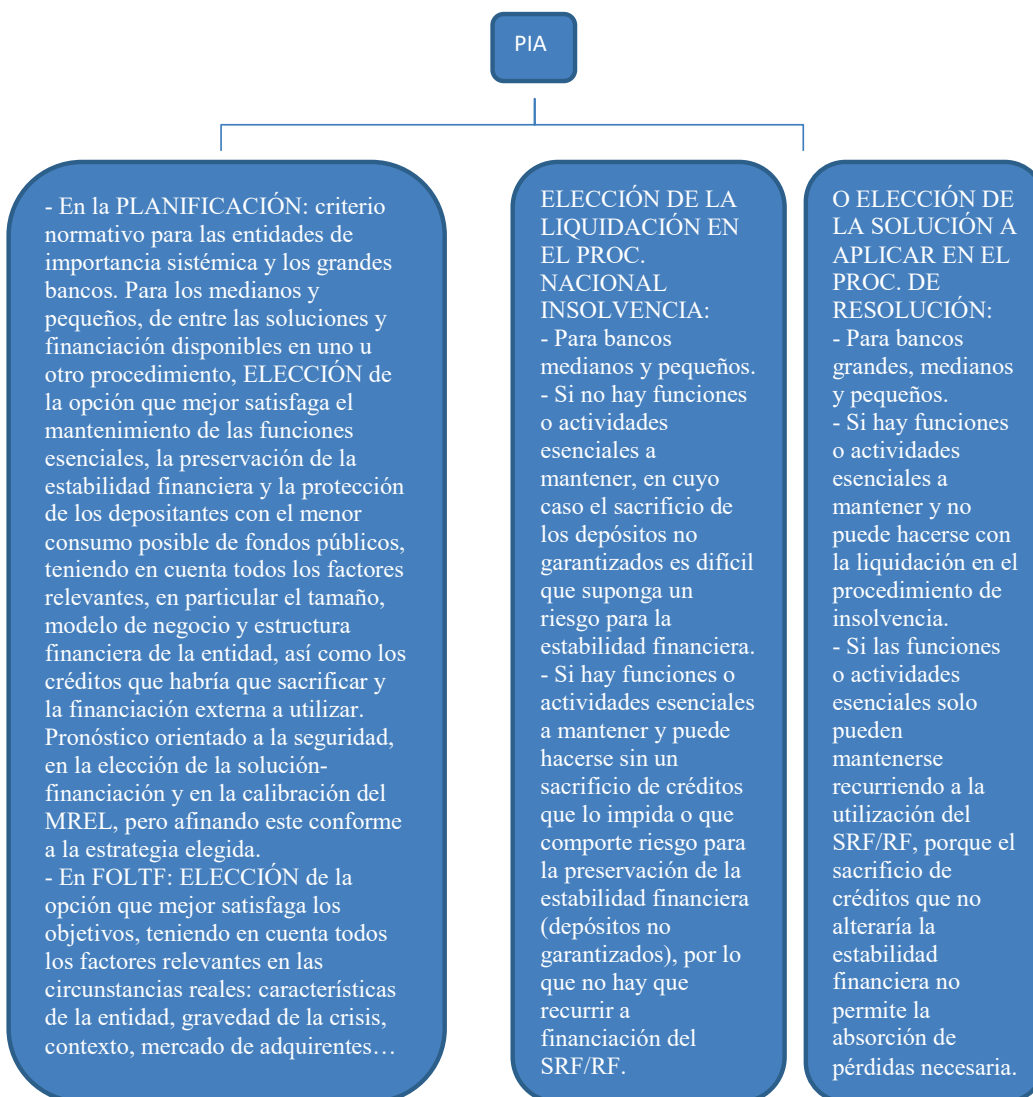 PIA
- En la PLANIFICACIÓN: criterio
normativo para las entidades de
importancia sistémica y los grandes
bancos. Para los medianos y
pequeños, de entre las soluciones y
financiación disponibles en uno u
otro procedimiento, ELECCIÓN de
la opción que mejor satisfaga el
mantenimiento de las funciones
esenciales, la preservación de la
estabilidad financiera y la protección
de los depositantes con el menor
consumo posible de fondos públicos,
teniendo en cuenta todos los factores
relevantes, en particular el tamaño,
modelo de negocio y estructura
financiera de la entidad, así como los
créditos que habría que sacrificar y
la financiación externa a utilizar.
Pronóstico orientado a la seguridad,
en la elección de la solución-
financiación y en la calibración del
MREL, pero afinando este conforme
a la estrategia elegida.
- En FOLTF: ELECCIÓN de la
opción que mejor satisfaga los
objetivos, teniendo en cuenta todos
los factores relevantes en las
circunstancias reales: características
de la entidad, gravedad de la crisis,
contexto, mercado de adquirentes…
ELECCIÓN DE LA
LIQUIDACIÓN EN
EL PROC.
NACIONAL
INSOLVENCIA:
- Para bancos
medianos y pequeños.
- Si no hay funciones
o actividades
esenciales a
mantener, en cuyo
caso el sacrificio de
los depósitos no
garantizados es difícil
que suponga un
riesgo para la
estabilidad financiera.
- Si hay funciones o
actividades esenciales
a mantener y puede
hacerse sin un
sacrificio de créditos
que lo impida o que
comporte riesgo para
la preservación de la
estabilidad financiera
(depósitos no
garantizados), por lo
que no hay que
recurrir a
financiación del
SRF/RF.
O ELECCIÓN DE
LA SOLUCIÓN A
APLICAR EN EL
PROC. DE
RESOLUCIÓN:
- Para bancos
grandes, medianos
y pequeños.
- Si hay funciones
o actividades
esenciales a
mantener y no
puede hacerse con
la liquidación en el
procedimiento de
insolvencia.
- Si las funciones
o actividades
esenciales solo
pueden
mantenerse
recurriendo a la
utilización del
SRF/RF, porque el
sacrificio de
créditos que no
alteraría la
estabilidad
financiera no
permite la
absorción de
pérdidas necesaria.